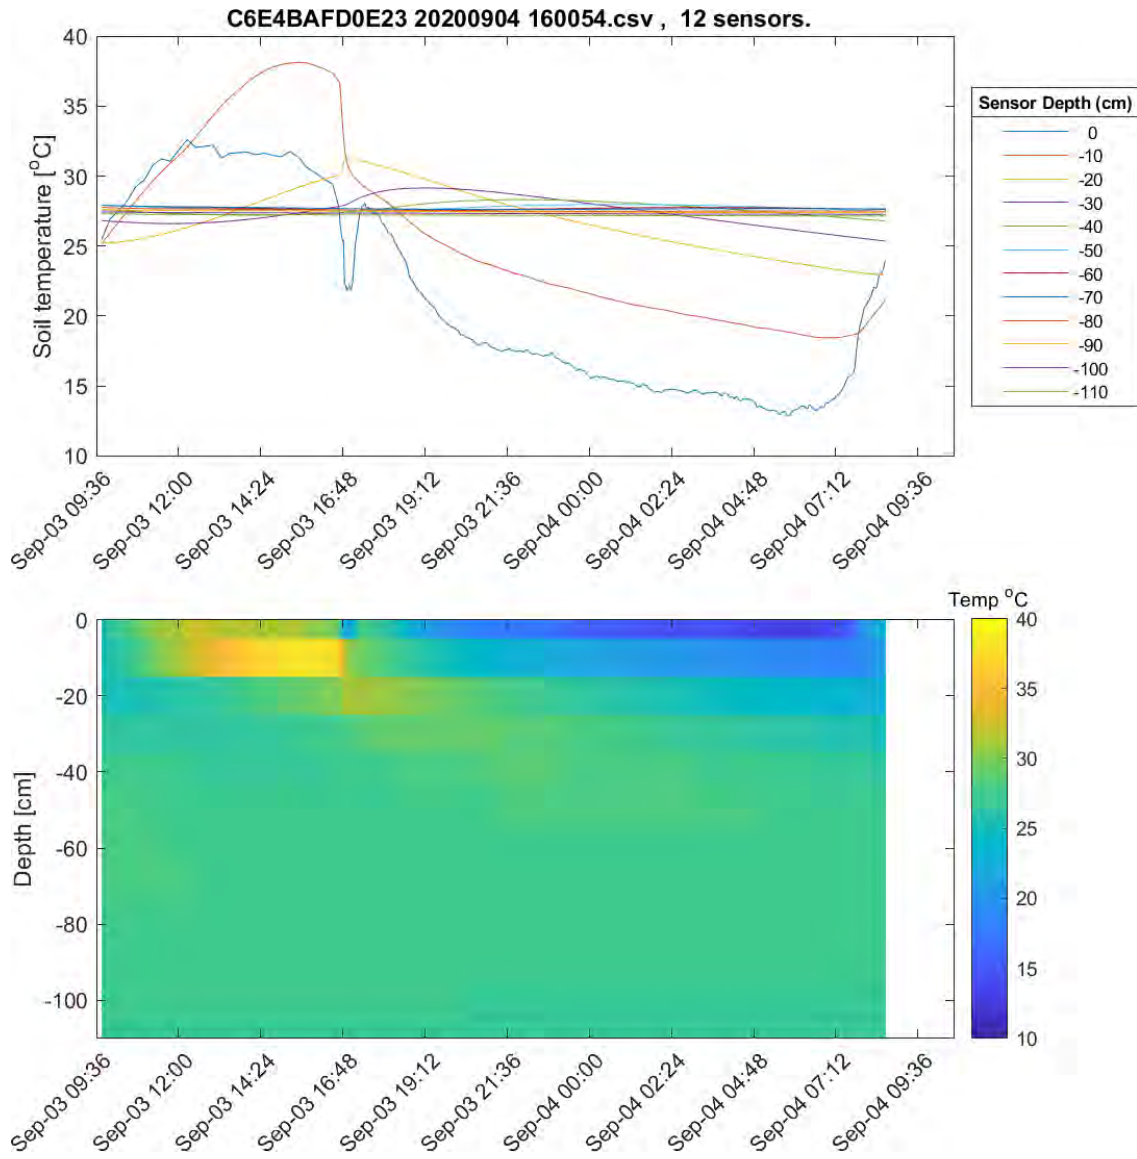 C6E4BAFD0E23 20200904 160054.csv , 12 sensors.
40
35
30
25
20
15
10
Soil temperature [°C]
Sep-03 09:36
Sep-03 12:00
Sep-03 14:24
Sep-03 16:48
Sep-03 19:12
Sep-03 21:36
Sep-04 00:00
Sep-04 02:24
Sep-04 04:48
Sep-04 07:12
Sep-04 09:36
Sensor Depth (cm)
0
-10
-20
-30
-40
-50
-60
-70
-80
-90
-100
-110
0
-20
-40
-60
-80
-100
Depth [cm]
Sep-03 09:36
Sep-03 12:00
Sep-03 14:24
Sep-03 16:48
Sep-03 19:12
Sep-03 21:36
Sep-04 00:00
Sep-04 02:24
Sep-04 04:48
Sep-04 07:12
Sep-04 09:36
Temp °C
40
35
30
25
20
15
10